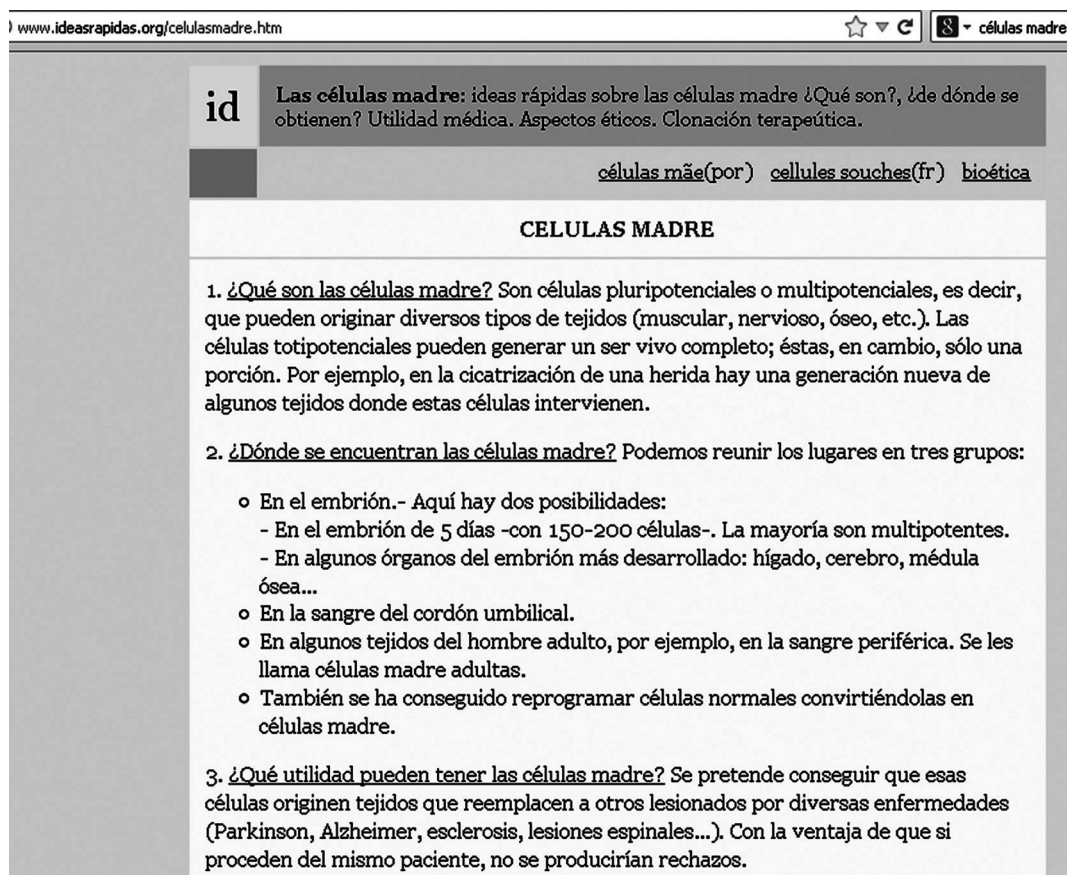 www.ideasrapidas.org/celulasmadre.htm
células madre
id
Las células madre: ideas rápidas sobre las células madre ¿Qué son?, ¿de dónde se
obtienen? Utilidad médica. Aspectos éticos. Clonación terapeútica.
células mãe(por) cellules souches(fr) bioética
CELULAS MADRE
1. ¿Qué son las células madre? Son células pluripotenciales o multipotenciales, es decir,
que pueden originar diversos tipos de tejidos (muscular, nervioso, óseo, etc.). Las
células totipotenciales pueden generar un ser vivo completo; éstas, en cambio, sólo una
porción. Por ejemplo, en la cicatrización de una herida hay una generación nueva de
algunos tejidos donde estas células intervienen.
2. ¿Dónde se encuentran las células madre? Podemos reunir los lugares en tres grupos:
En el embrión.- Aquí hay dos posibilidades:
- En el embrión de 5 días -con 150-200 células-. La mayoría son multipotentes.
- En algunos órganos del embrión más desarrollado: hígado, cerebro, médula
ósea...
En la sangre del cordón umbilical.
En algunos tejidos del hombre adulto, por ejemplo, en la sangre periférica. Se les
llama células madre adultas.
También se ha conseguido reprogramar células normales convirtiéndolas en
células madre.
3. ¿Qué utilidad pueden tener las células madre? Se pretende conseguir que esas
células originen tejidos que reemplacen a otros lesionados por diversas enfermedades
(Parkinson, Alzheimer, esclerosis, lesiones espinales...). Con la ventaja de que si
proceden del mismo paciente, no se producirían rechazos.